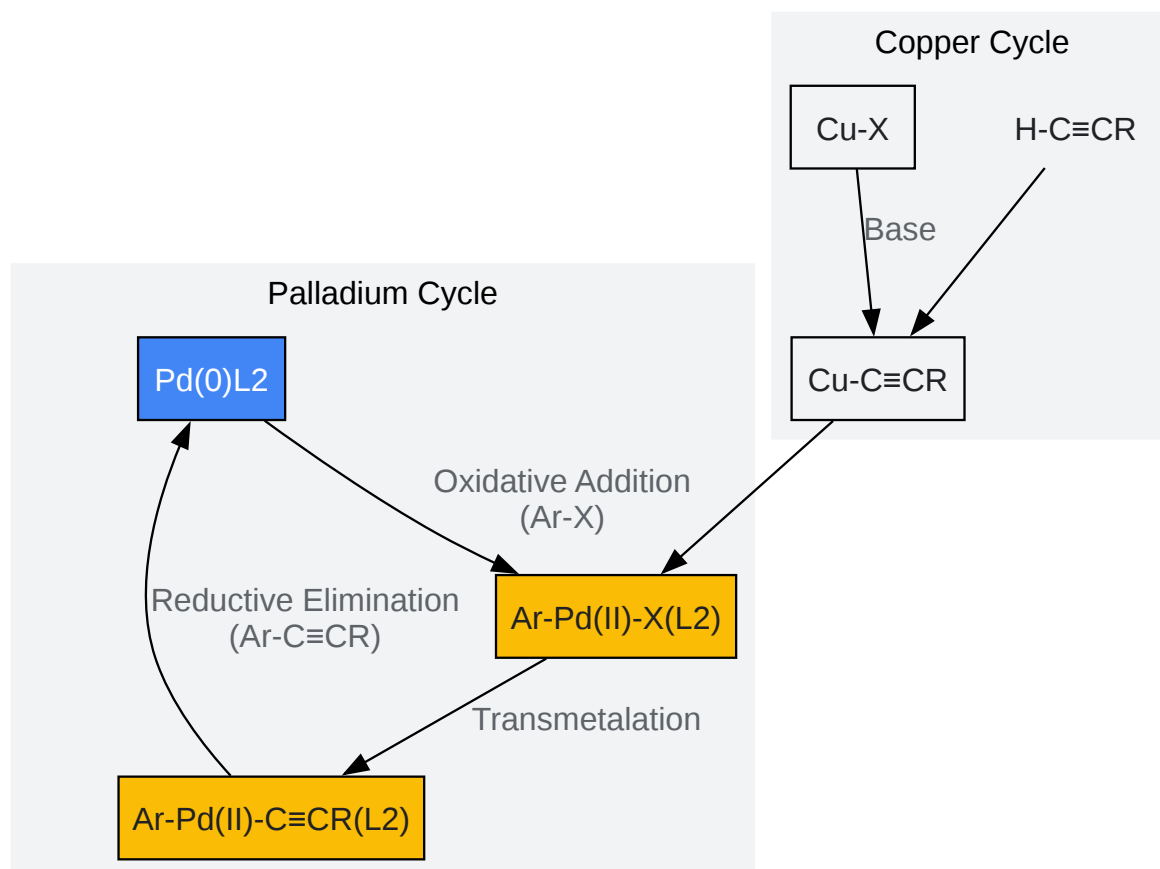 Copper Cycle
Cu-X
H-C≡CR
Base
Palladium Cycle
Pd(0)L2
Cu-C≡CR
Oxidative Addition
(Ar-X)
Reductive Elimination
(Ar-C≡CR)
Ar-Pd(II)-X(L2)
Transmetalation
Ar-Pd(II)-C≡CR(L2)